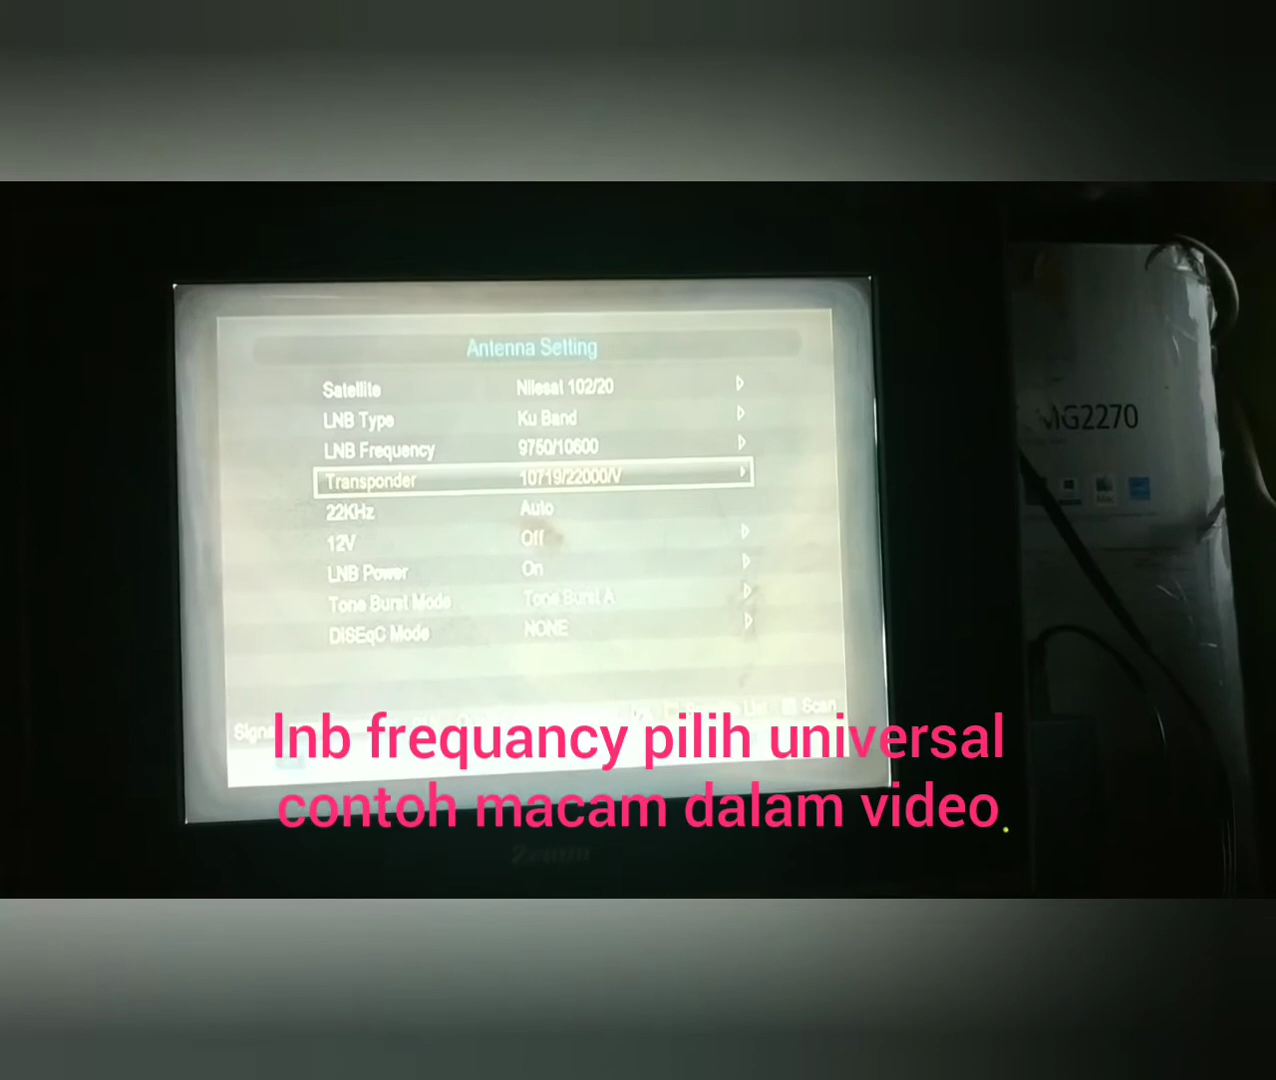 Antenna Setting
Satellite Nilesat 102/20
LNB Type Ku Band
LNB Frequency 9750/10600
Transponder 10719/22000/V
22KHz Auto
12V Off
LNB Power On
Tone Burst Mode Tone Burst A
DISEqC Mode NONE
Scan
lnb frequancy pilih universal
contoh macam dalam video
MG2270